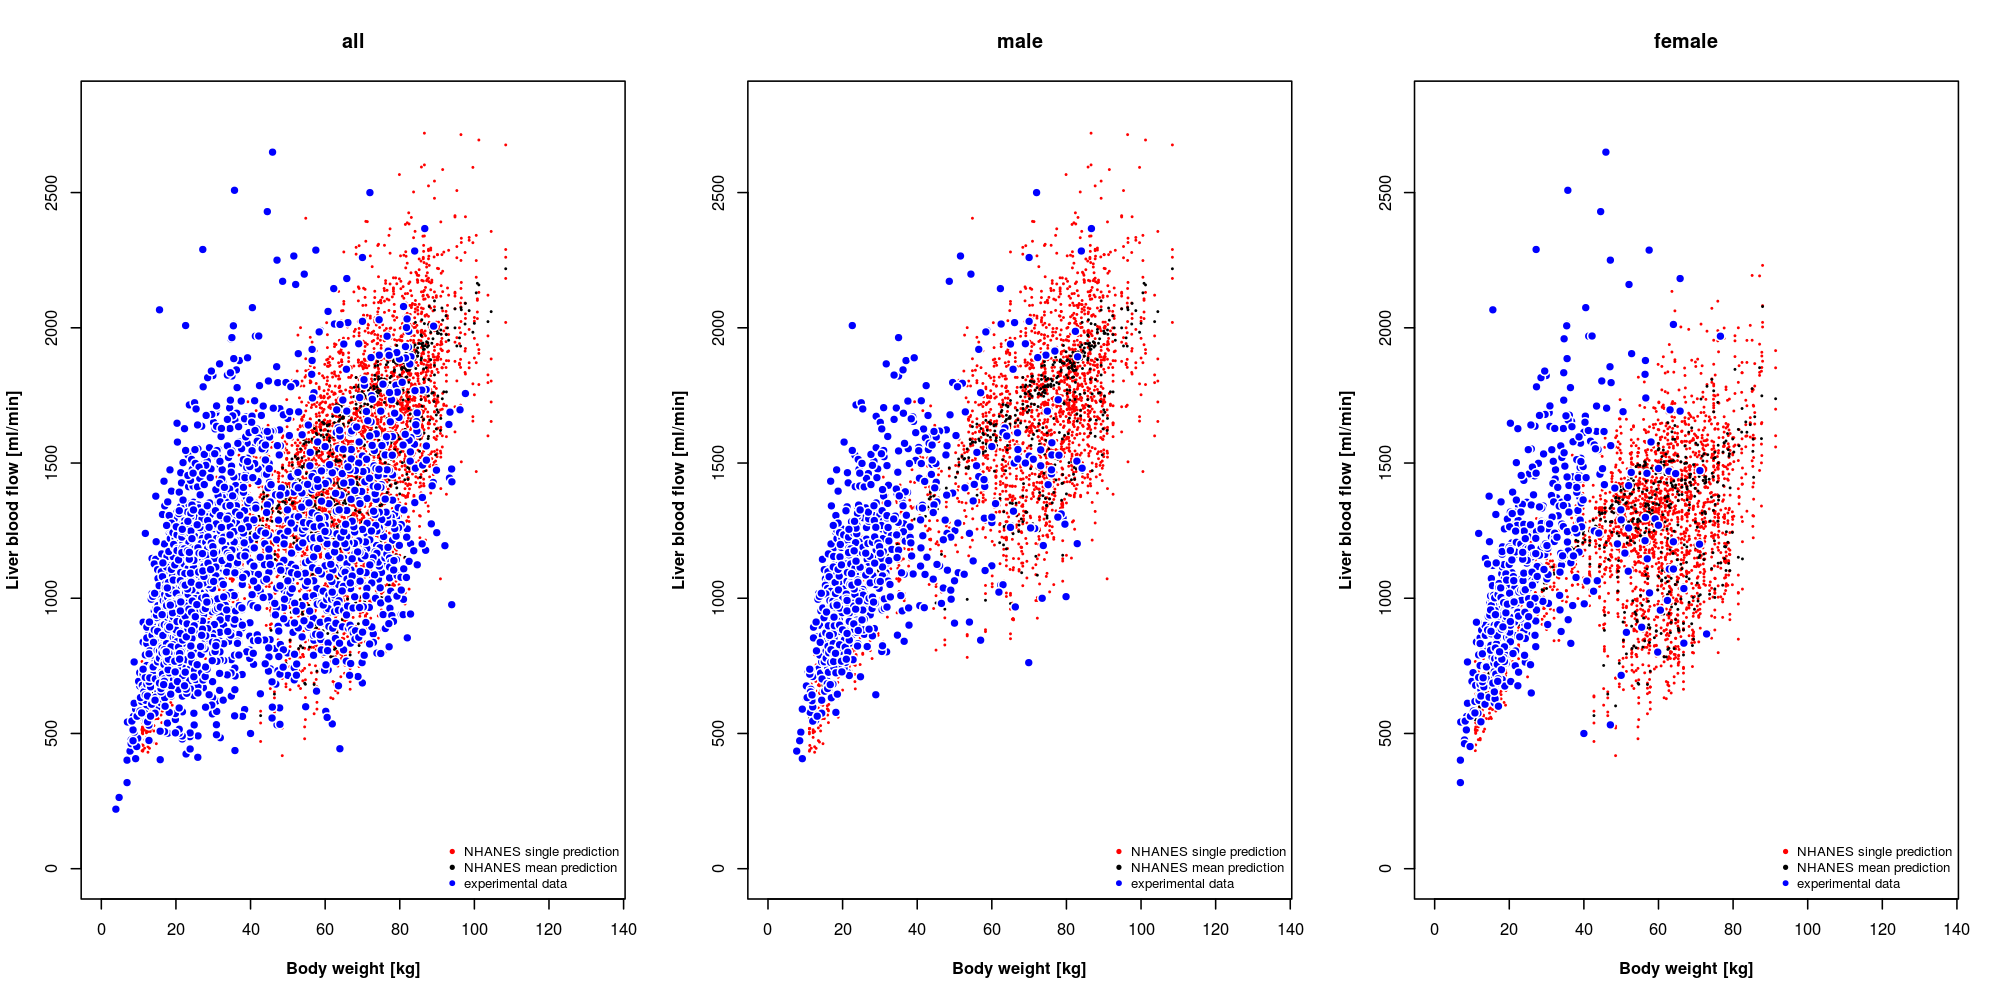 all
Liver blood flow [ml/min]
2500
2000
1500
1000
500
0
NHANES single prediction
NHANES mean prediction
experimental data
0 20 40 60 80 100 120 140
Body weight [kg]
male
Liver blood flow [ml/min]
2500
2000
1500
1000
500
0
NHANES single prediction
NHANES mean prediction
experimental data
0 20 40 60 80 100 120 140
Body weight [kg]
female
Liver blood flow [ml/min]
2500
2000
1500
1000
500
0
NHANES single prediction
NHANES mean prediction
experimental data
0 20 40 60 80 100 120 140
Body weight [kg]